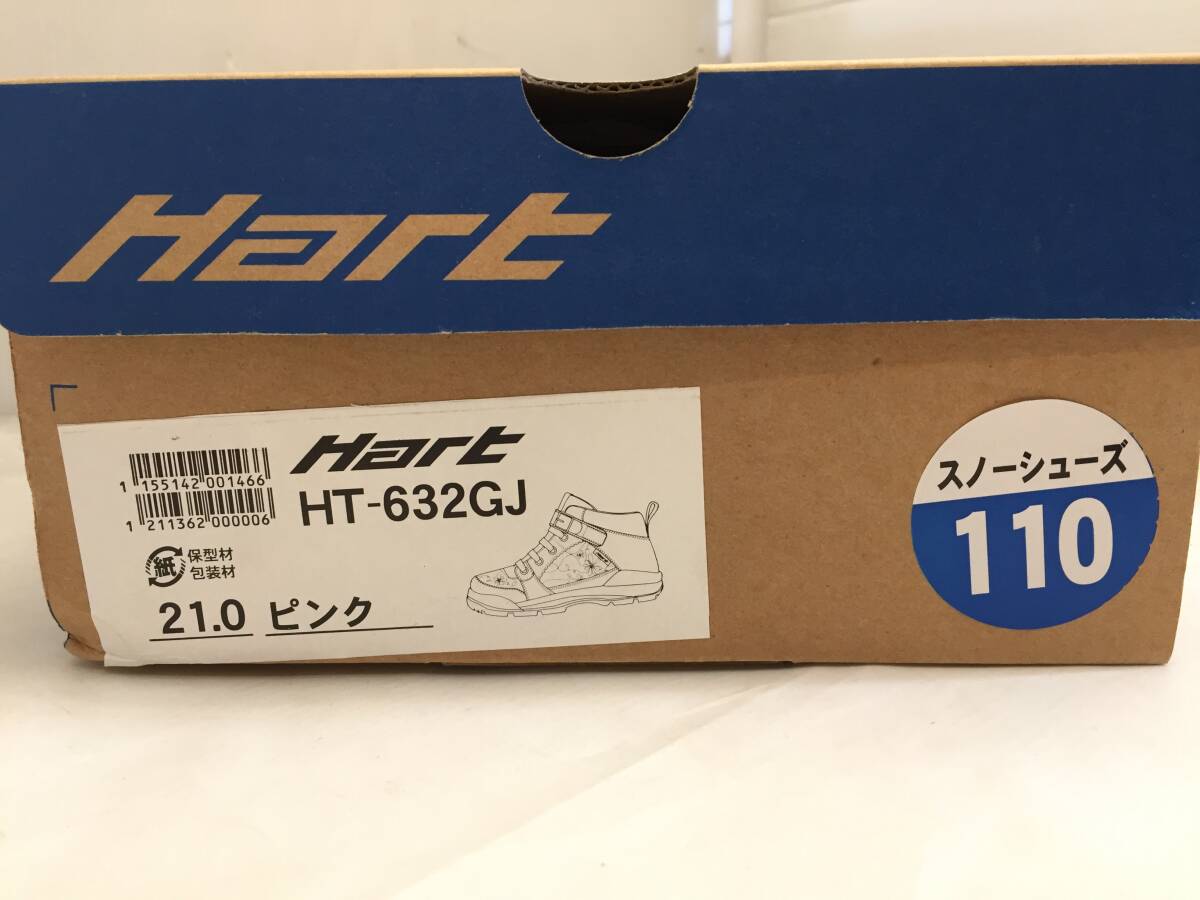 Hart
Hart
1 155142 001466
1 211362 000006
HT-632GJ
紙 保型材
包装材
21.0 ピンク
スノーシューズ
110